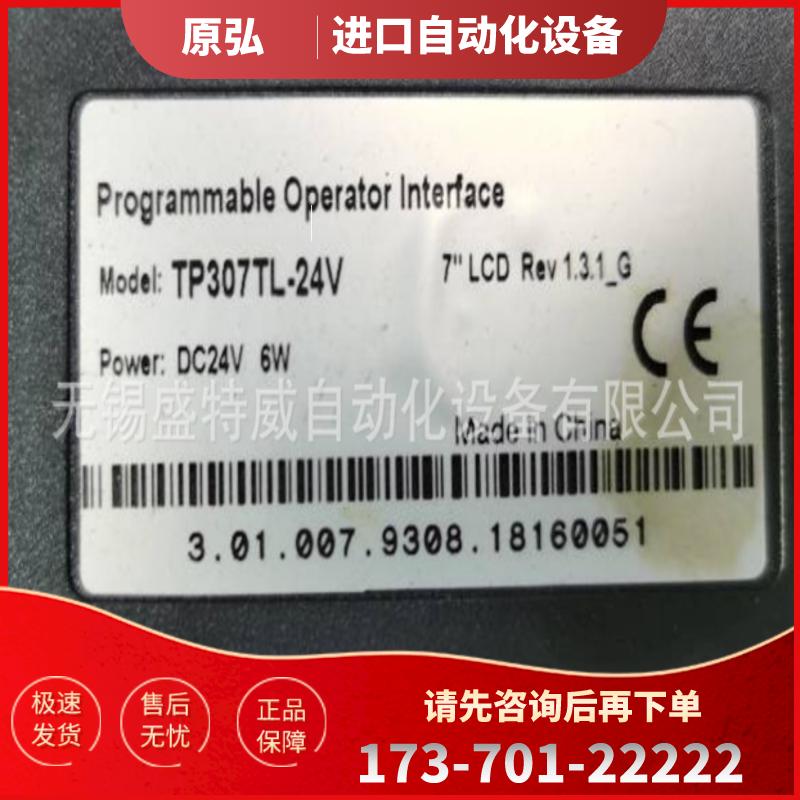 原弘 | 进口自动化设备
Programmable Operator Interface
Model: TP307TL-24V 7" LCD Rev 1.3.1_G
Power: DC24V 6W
CE
无锡盛特威自动化设备有限公司
Made in China
3.01.007.9308.18160051
极速发货
售后无忧
正品保障
请先咨询后再下单
173-701-22222